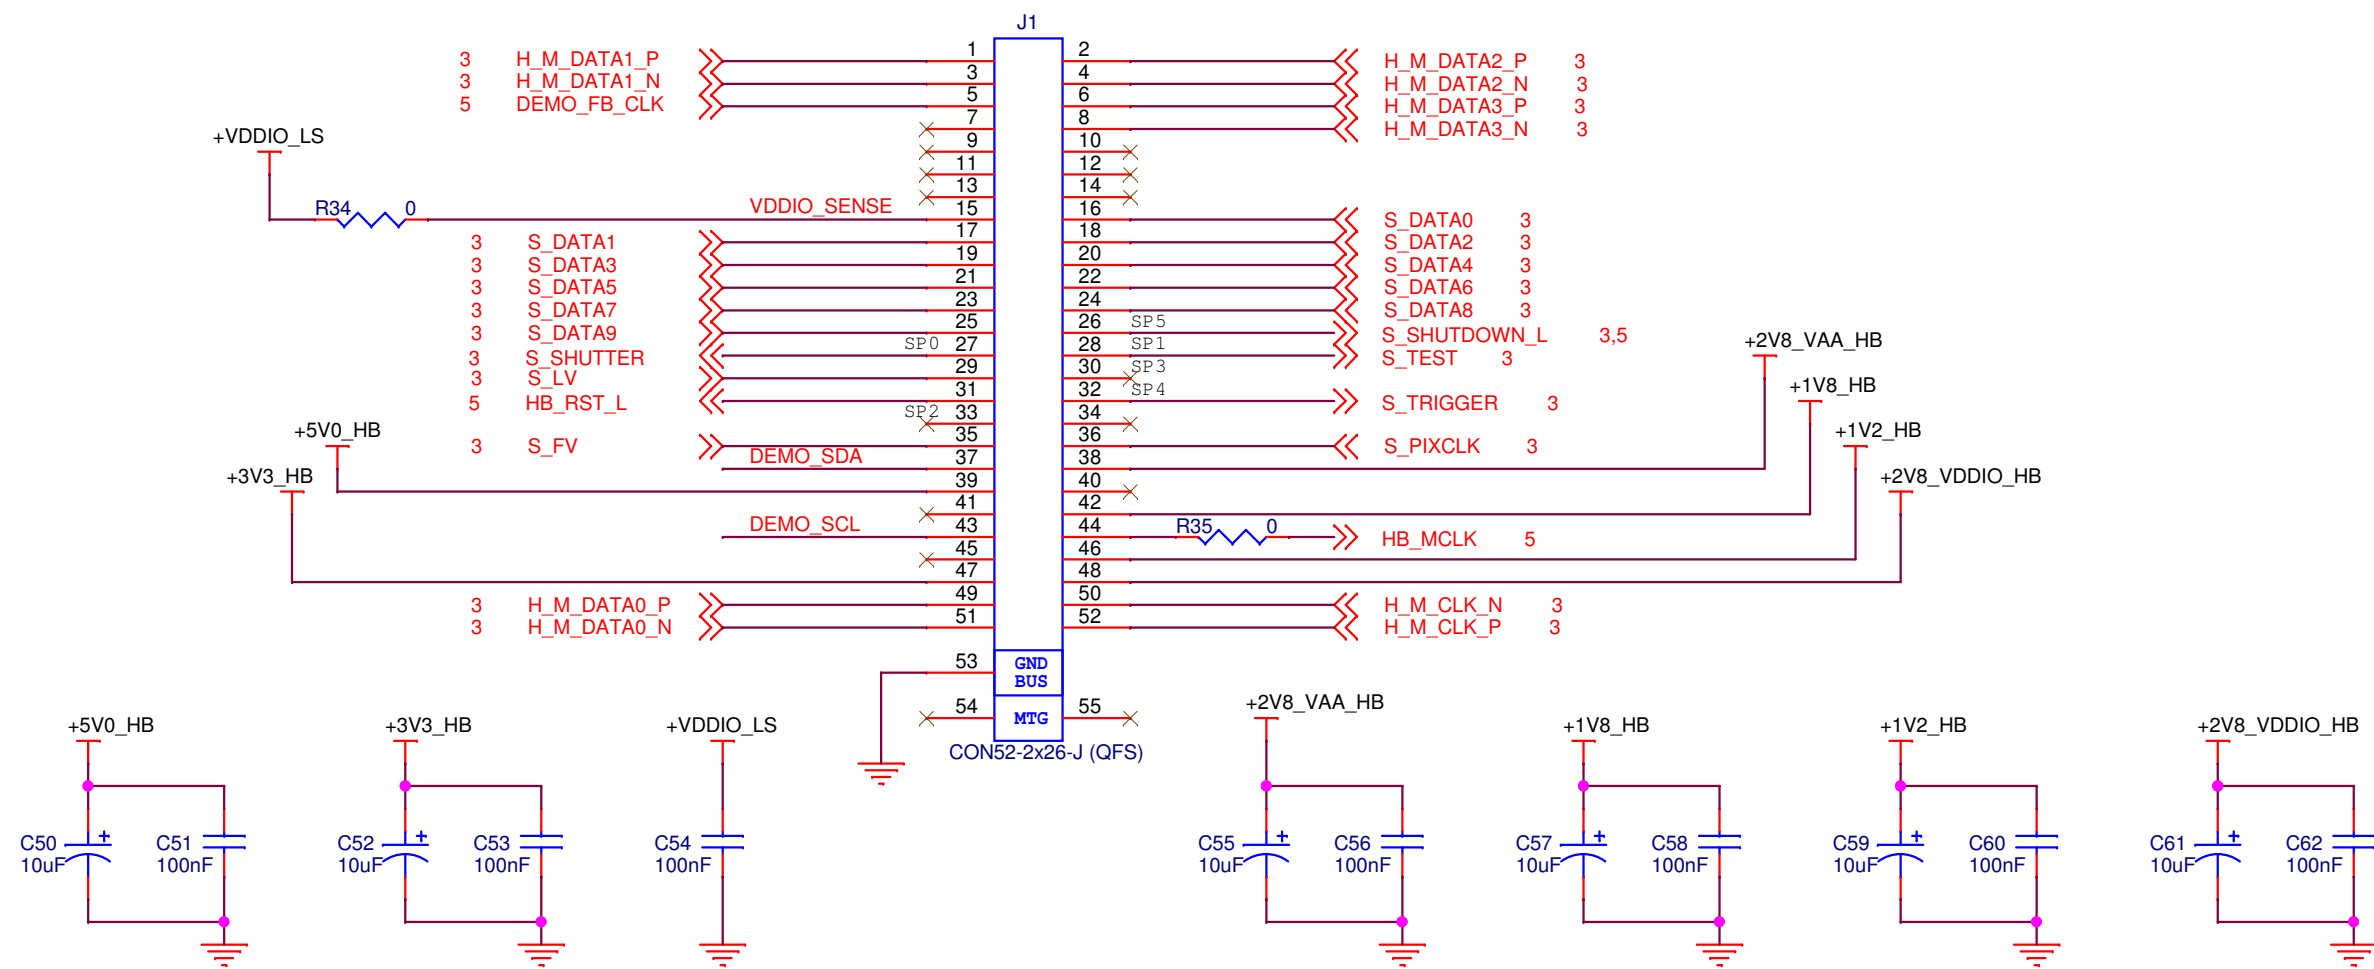 J1
3 H_M_DATA1_P 1 2 H_M_DATA2_P 3
3 H_M_DATA1_N 3 4 H_M_DATA2_N 3
5 DEMO_FB_CLK 5 6 H_M_DATA3_P 3
7 8 H_M_DATA3_N 3
+VDDIO_LS 9 10
11 12
13 14
R34 0 VDDIO_SENSE 15 16 S_DATA0 3
3 S_DATA1 17 18 S_DATA2 3
3 S_DATA3 19 20 S_DATA4 3
3 S_DATA5 21 22 S_DATA6 3
3 S_DATA7 23 24 S_DATA8 3
3 S_DATA9 25 26 SP5 S_SHUTDOWN_L 3,5
3 S_SHUTTER SP0 27 28 SP1 S_TEST 3 +2V8_VAA_HB
3 S_LV 29 30 SP3 +1V8_HB
5 HB_RST_L 31 32 SP4 S_TRIGGER 3
+5V0_HB SP2 33 34 +1V2_HB
3 S_FV 35 36 S_PIXCLK 3
+3V3_HB DEMO_SDA 37 38 +2V8_VDDIO_HB
39 40
41 42
DEMO_SCL 43 44 R35 0 HB_MCLK 5
45 46
47 48
3 H_M_DATA0_P 49 50 H_M_CLK_N 3
3 H_M_DATA0_N 51 52 H_M_CLK_P 3
53 GND
BUS
54 MTG 55
CON52-2x26-J (QFS)
+5V0_HB +3V3_HB +VDDIO_LS +2V8_VAA_HB +1V8_HB +1V2_HB +2V8_VDDIO_HB
C50 + C51 C52 + C53 C54 C55 + C56 C57 + C58 C59 + C60 C61 + C62
10uF 100nF 10uF 100nF 100nF 10uF 100nF 10uF 100nF 10uF 100nF 10uF 100nF